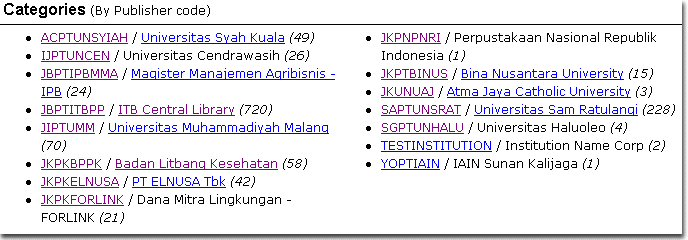 Categories (By Publisher code)
ACPTUNSYIAH / Universitas Syah Kuala (49)
IJPTUNCEN / Universitas Cendrawasih (26)
JBPTIPBMMA / Magister Manajemen Agribisnis -
IPB (24)
JBPTITBPP / ITB Central Library (720)
JIPTUMM / Universitas Muhammadiyah Malang
(70)
JKPKBPPK / Badan Litbang Kesehatan (58)
JKPKELNUSA / PT ELNUSA Tbk (42)
JKPKFORLINK / Dana Mitra Lingkungan -
FORLINK (21)
JKPNPNRI / Perpustakaan Nasional Republik
Indonesia (1)
JKPTBINUS / Bina Nusantara University (15)
JKUNUAJ / Atma Jaya Catholic University (3)
SAPTUNSRAT / Universitas Sam Ratulangi (228)
SGPTUNHALU / Universitas Haluoleo (4)
TESTINSTITUTION / Institution Name Corp (2)
YOPTIAIN / IAIN Sunan Kalijaga (1)